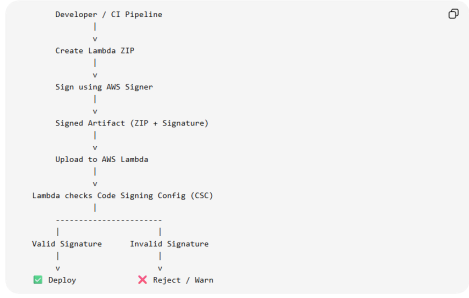 Developer / CI Pipeline
|
v
Create Lambda ZIP
|
v
Sign using AWS Signer
|
v
Signed Artifact (ZIP + Signature)
|
v
Upload to AWS Lambda
|
v
Lambda checks Code Signing Config (CSC)
|
----------------------
| |
Valid Signature Invalid Signature
| |
v v
✅ Deploy ❌ Reject / Warn